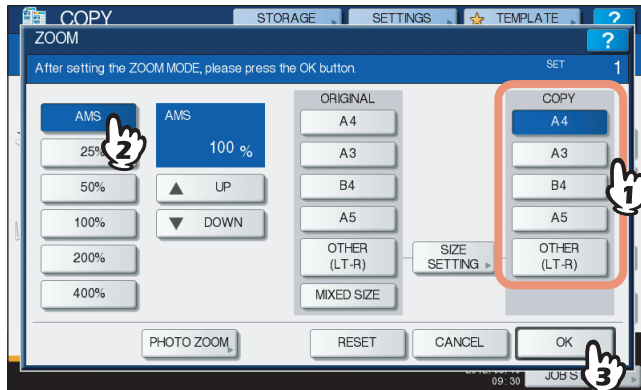 COPY STORAGE SETTINGS TEMPLATE ?
ZOOM ?
After setting the ZOOM MODE, please press the OK button. SET 1
ORIGINAL COPY
AMS AMS A4 A4
25% 100 % A3 A3
2
50% UP B4 B4
1
100% DOWN A5 A5
200% OTHER SIZE OTHER
(LT-R) SETTING (LT-R)
400% MIXED SIZE
PHOTO ZOOM RESET CANCEL OK
3
09:30 JOB S